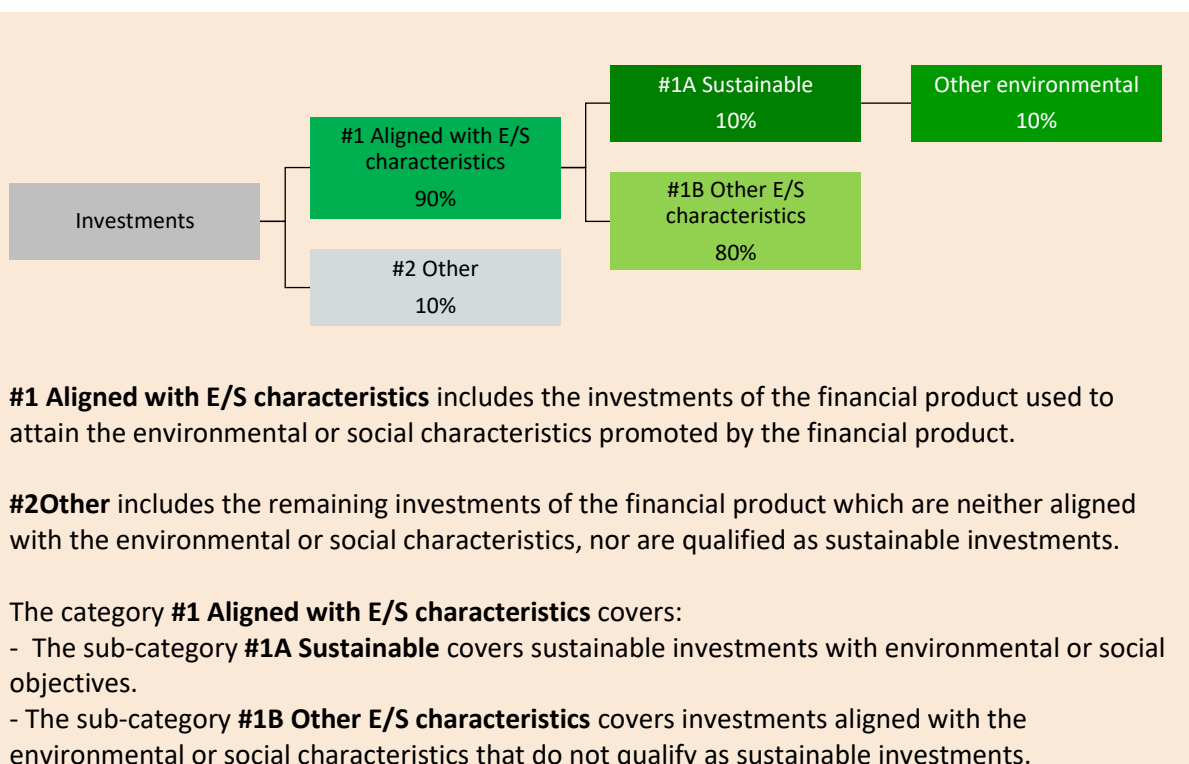 #1A Sustainable
10%
Other environmental
10%
#1 Aligned with E/S
characteristics
90%
#1B Other E/S
characteristics
80%
Investments
#2 Other
10%
#1 Aligned with E/S characteristics includes the investments of the financial product used to
attain the environmental or social characteristics promoted by the financial product.
#2Other includes the remaining investments of the financial product which are neither aligned
with the environmental or social characteristics, nor are qualified as sustainable investments.
The category #1 Aligned with E/S characteristics covers:
- The sub-category #1A Sustainable covers sustainable investments with environmental or social
objectives.
- The sub-category #1B Other E/S characteristics covers investments aligned with the
environmental or social characteristics that do not qualify as sustainable investments.